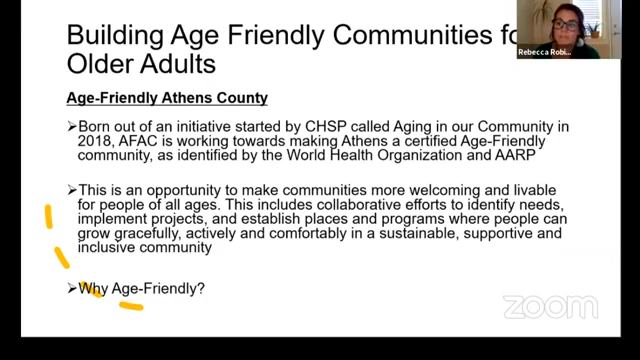 Building Age Friendly Communities fo
Older Adults
Age-Friendly Athens County
➢Born out of an initiative started by CHSP called Aging in our Community in
2018, AFAC is working towards making Athens a certified Age-Friendly
community, as identified by the World Health Organization and AARP
➢This is an opportunity to make communities more welcoming and livable
for people of all ages. This includes collaborative efforts to identify needs,
implement projects, and establish places and programs where people can
grow gracefully, actively and comfortably in a sustainable, supportive and
inclusive community
➢Why Age-Friendly?
Rebecca Robi...
zoom